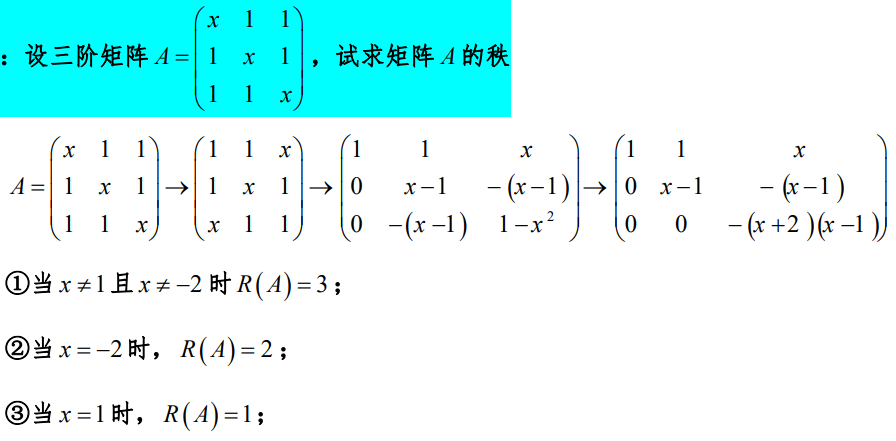 ：设三阶矩阵 $A=\begin{pmatrix} x & 1 & 1 \\ 1 & x & 1 \\ 1 & 1 & x \end{pmatrix}$，试求矩阵 $A$ 的秩
$A=\begin{pmatrix} x & 1 & 1 \\ 1 & x & 1 \\ 1 & 1 & x \end{pmatrix} \to \begin{pmatrix} 1 & 1 & x \\ 1 & x & 1 \\ x & 1 & 1 \end{pmatrix} \to \begin{pmatrix} 1 & 1 & x \\ 0 & x-1 & -(x-1) \\ 0 & -(x-1) & 1-x^2 \end{pmatrix} \to \begin{pmatrix} 1 & 1 & x \\ 0 & x-1 & -(x-1) \\ 0 & 0 & -(x+2)(x-1) \end{pmatrix}$
①当 $x \neq 1$ 且 $x \neq -2$ 时 $R(A)=3$；
②当 $x=-2$ 时， $R(A)=2$；
③当 $x=1$ 时， $R(A)=1$；